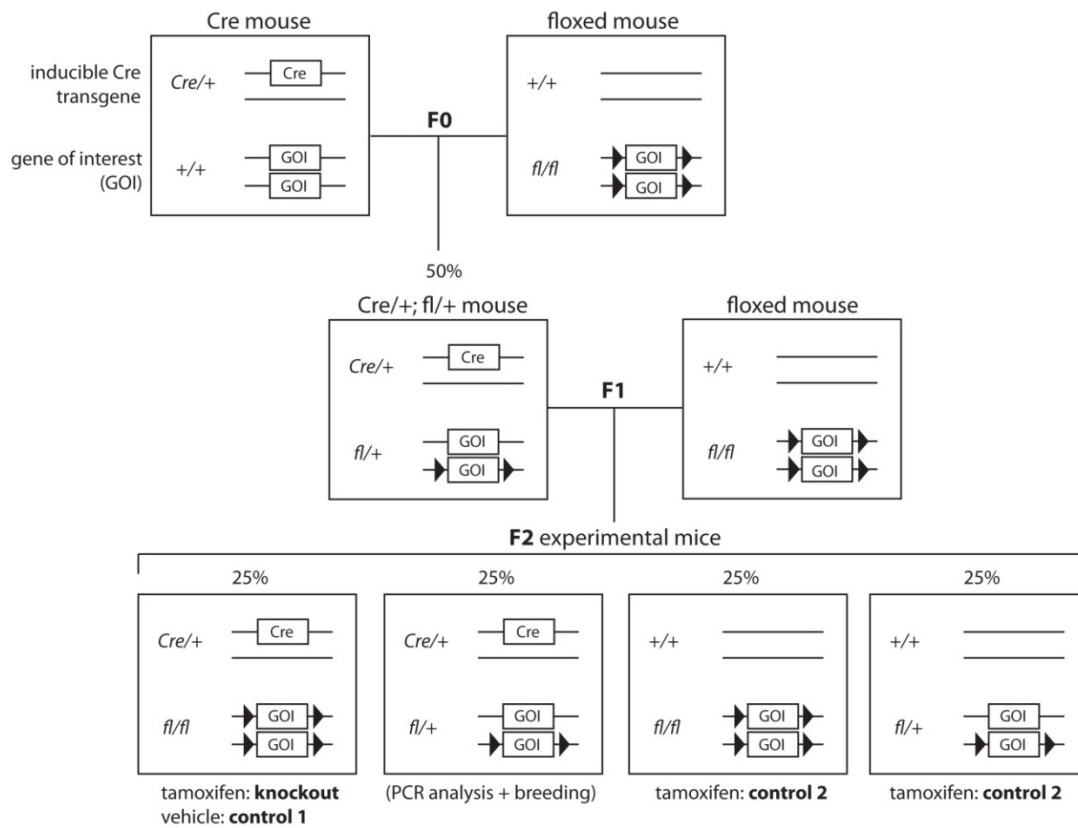 Cre mouse
floxed mouse
inducible Cre
transgene
Cre/+
Cre
+/+
F0
gene of interest
(GOI)
+/+
GOI
GOI
fl/fl
GOI
GOI
50%
Cre/+; fl/+ mouse
floxed mouse
Cre/+
Cre
+/+
F1
fl/+
GOI
GOI
fl/fl
GOI
GOI
F2 experimental mice
25%
25%
25%
25%
Cre/+
Cre
Cre/+
Cre
+/+
+/+
fl/fl
GOI
GOI
fl/+
GOI
GOI
fl/fl
GOI
GOI
fl/+
GOI
GOI
tamoxifen: knockout
vehicle: control 1
(PCR analysis + breeding)
tamoxifen: control 2
tamoxifen: control 2